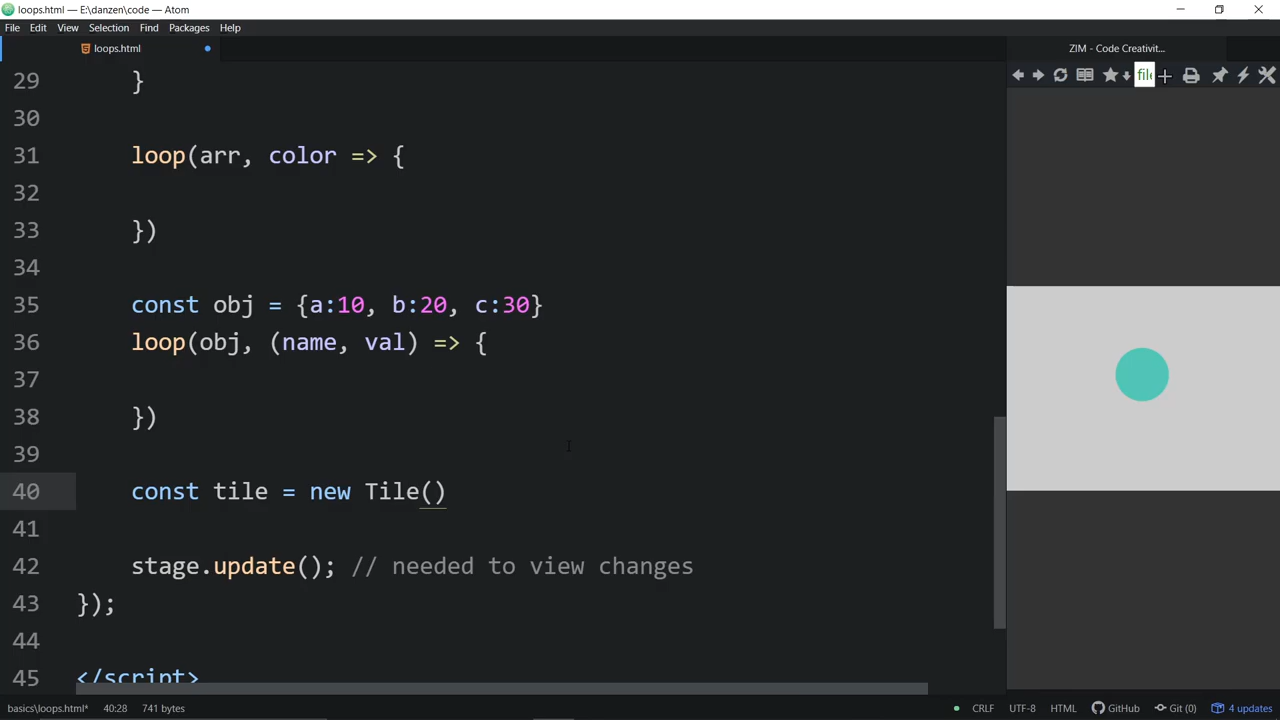 loops.html — E:\danzen\code — Atom
File Edit View Selection Find Packages Help
loops.html
ZIM - Code Creativit...
29 }
30
31 loop(arr, color => {
32
33 })
34
35 const obj = {a:10, b:20, c:30}
36 loop(obj, (name, val) => {
37
38 })
39
40 const tile = new Tile()
41
42 stage.update(); // needed to view changes
43 });
44
45 </script>
basics\loops.html* 40:28 741 bytes CRLF UTF-8 HTML GitHub Git (0) 4 updates